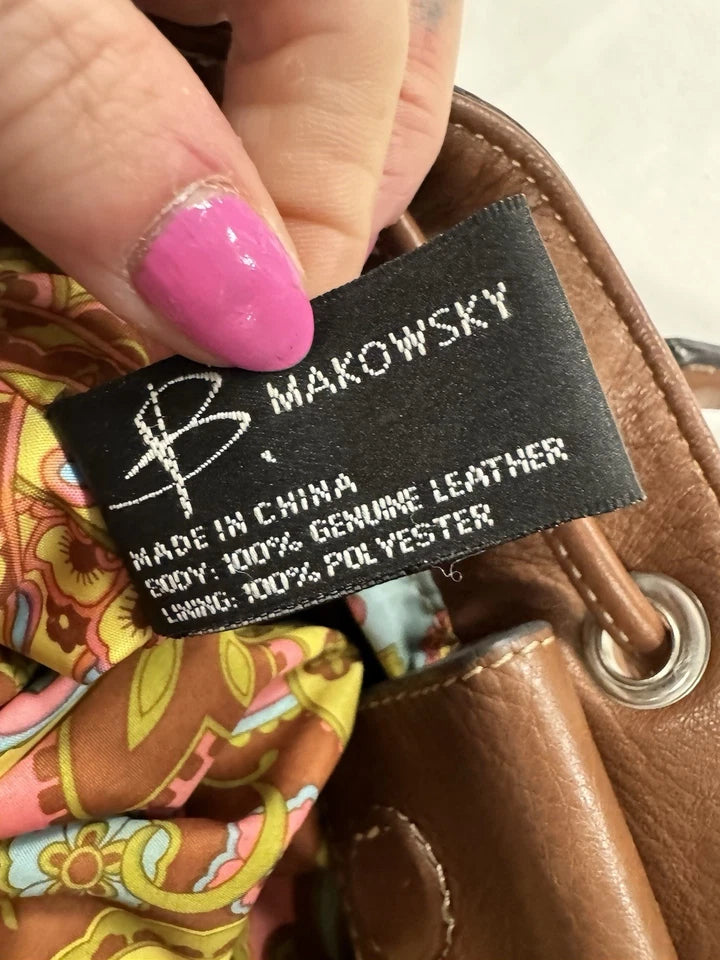 B. MAKOWSKY
MADE IN CHINA
BODY: 100% GENUINE LEATHER
LINING: 100% POLYESTER